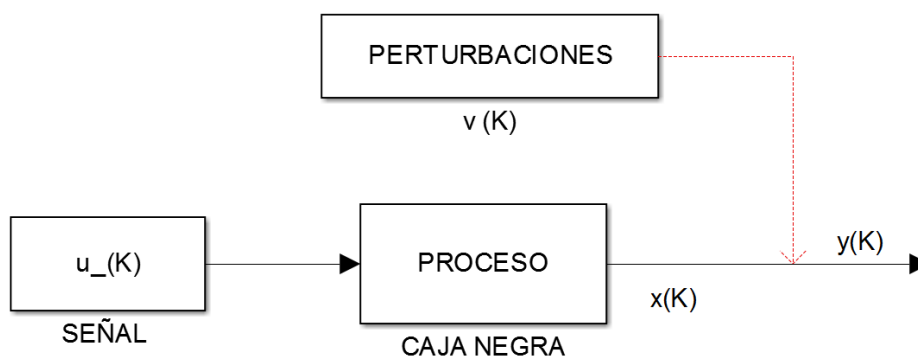 PERTURBACIONES
v (K)
u_(K)
SEÑAL
PROCESO
CAJA NEGRA
x(K)
y(K)